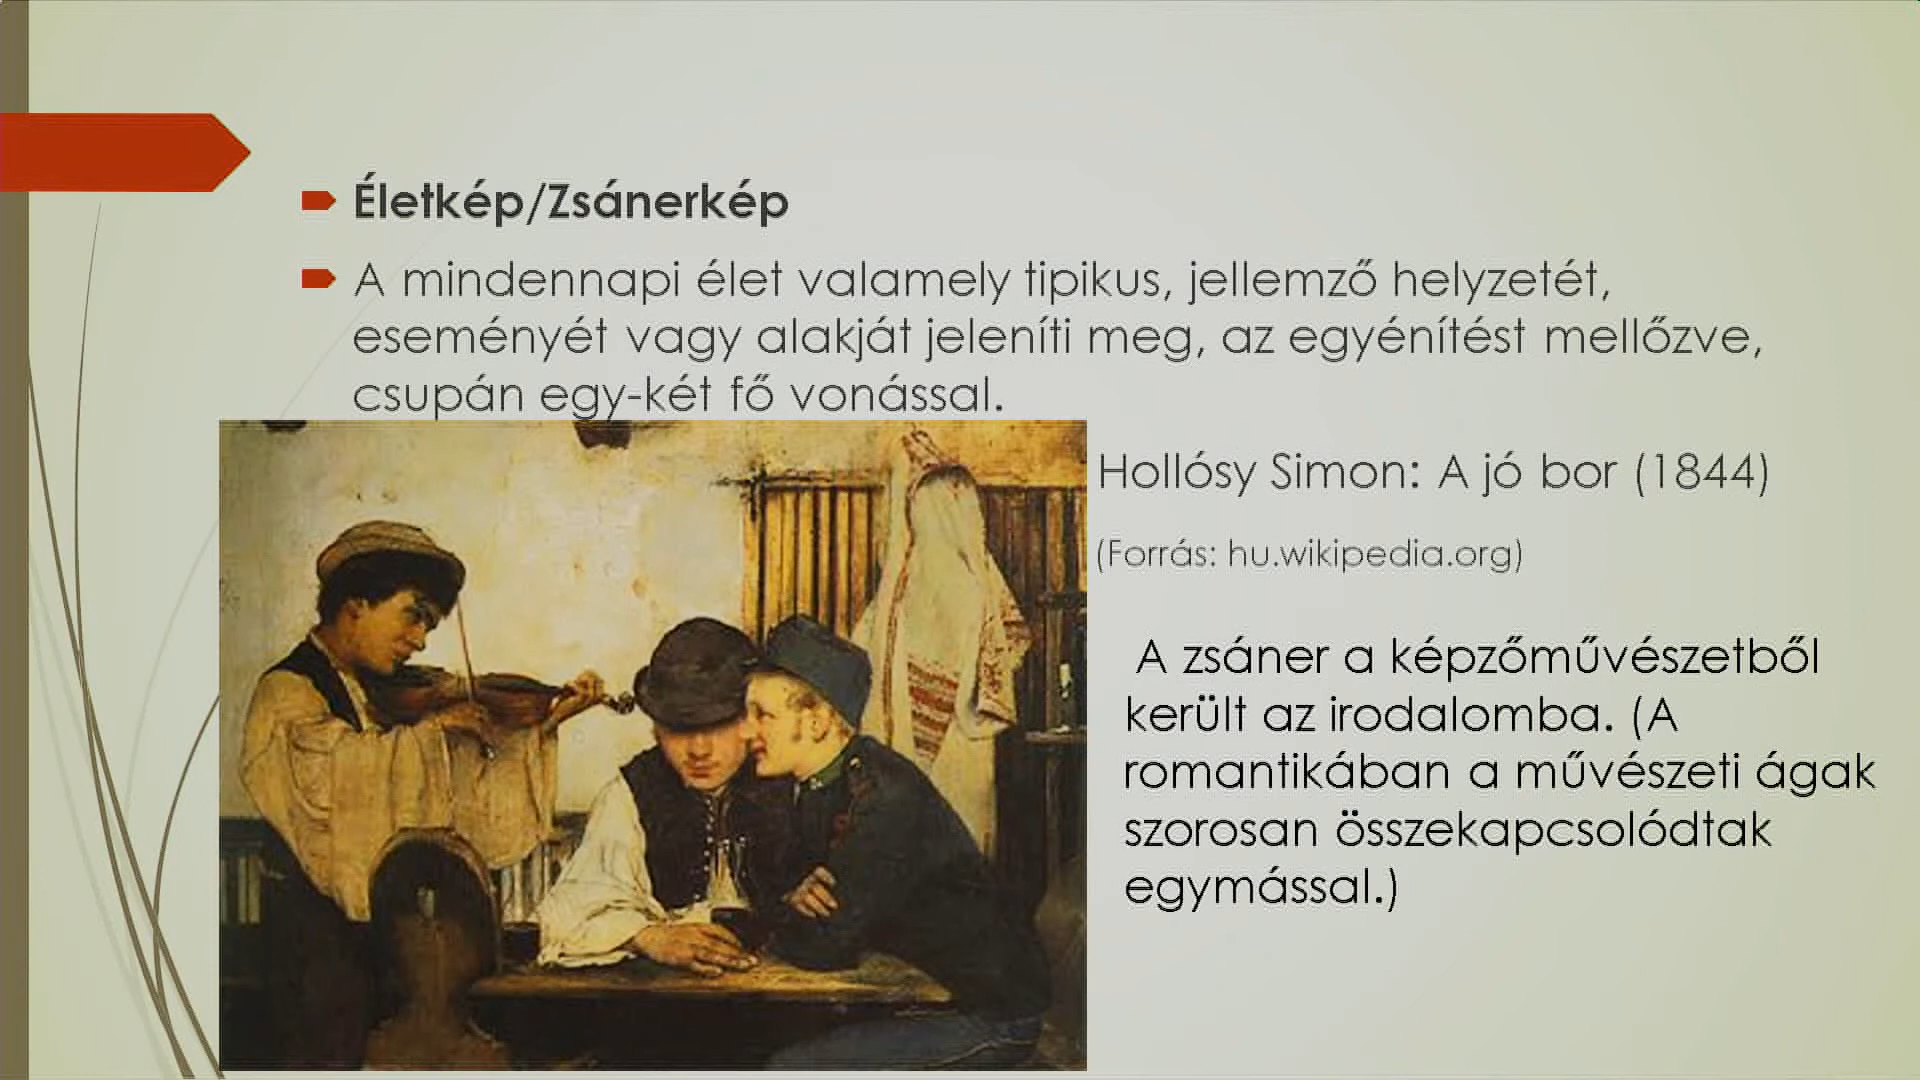 Életkép/Zsánerkép
A mindennapi élet valamely tipikus, jellemző helyzetét,
eseményét vagy alakját jeleníti meg, az egyénítést mellőzve,
csupán egy-két fő vonással.
Hollósy Simon: A jó bor (1844)
(Forrás: hu.wikipedia.org)
A zsáner a képzőművészetből
került az irodalomba. (A
romantikában a művészeti ágak
szorosan összekapcsolódtak
egymással.)